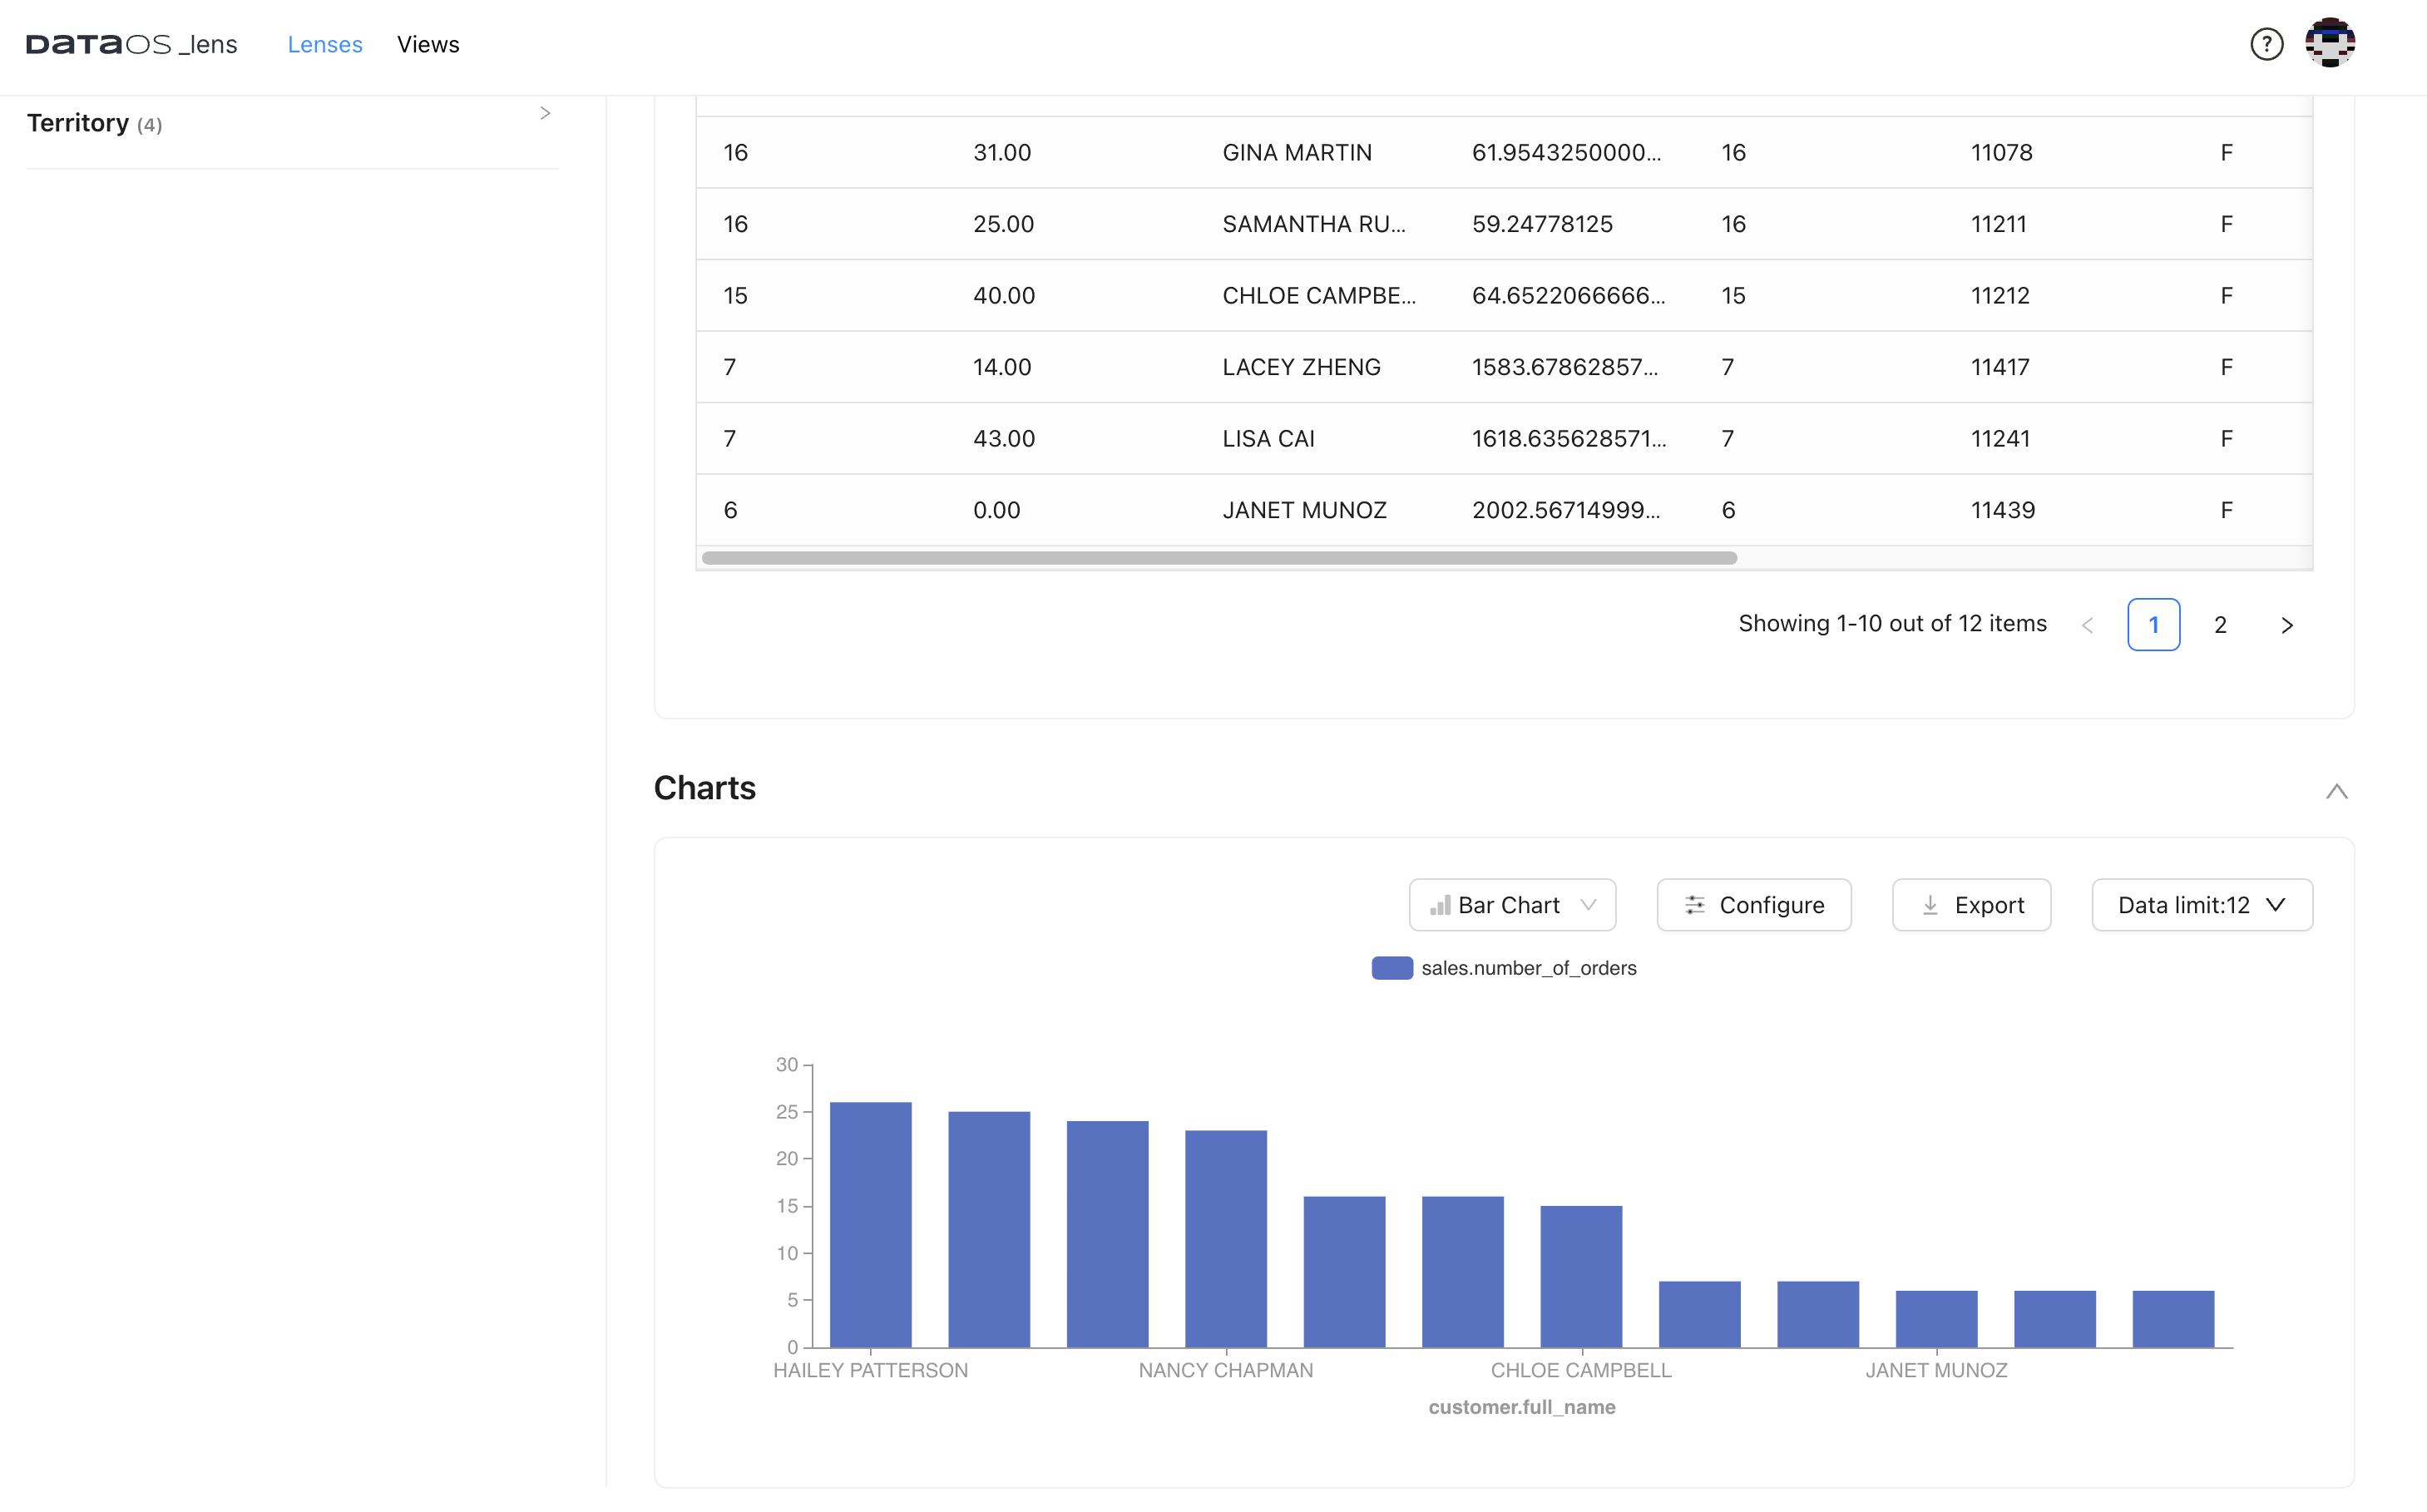 DATAOS _lens Lenses Views ?
Territory (4)
16 31.00 GINA MARTIN 61.9543250000... 16 11078 F
16 25.00 SAMANTHA RU... 59.24778125 16 11211 F
15 40.00 CHLOE CAMPBE... 64.6522066666... 15 11212 F
7 14.00 LACEY ZHENG 1583.67862857... 7 11417 F
7 43.00 LISA CAI 1618.635628571... 7 11241 F
6 0.00 JANET MUNOZ 2002.56714999... 6 11439 F
Showing 1-10 out of 12 items 1 2
Charts
Bar Chart Configure Export Data limit:12
sales.number_of_orders
30
25
20
15
10
5
0
HAILEY PATTERSON NANCY CHAPMAN CHLOE CAMPBELL JANET MUNOZ
customer.full_name